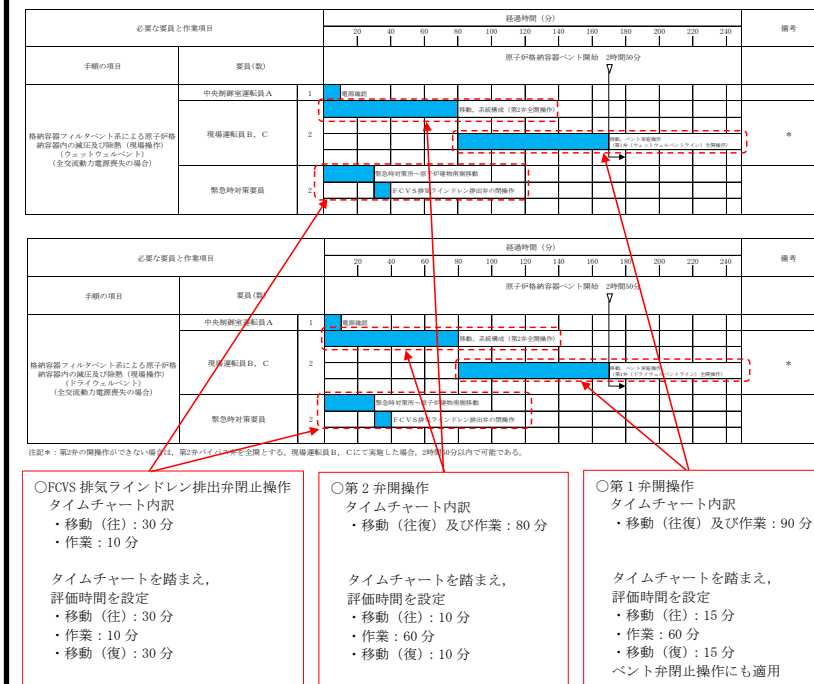 必要な要員と作業項目
経過時間（分）
備考
20 40 60 80 100 120 140 160 180 200 220 240
手順の項目
要員(数)
原子炉格納容器ベント開始 2時間50分
格納容器フィルタベント系による原子炉格
納容器内の減圧及び除熱（現場操作）
（ウェットウェルベント）
（全交流動力電源喪失の場合）
中央制御室運転員A
1
電源確認
現場運転員B，C
2
移動，系統構成（第2弁全開操作）
移動，ベント実施操作
（第1弁（ウェットウェルベントライン）全開操作）
＊
緊急時対策要員
2
緊急時対策所～原子炉建物南側移動
FCVS排気ラインドレン排出弁の閉操作
必要な要員と作業項目
経過時間（分）
備考
20 40 60 80 100 120 140 160 180 200 220 240
手順の項目
要員(数)
原子炉格納容器ベント開始 2時間50分
格納容器フィルタベント系による原子炉格
納容器内の減圧及び除熱（現場操作）
（ドライウェルベント）
（全交流動力電源喪失の場合）
中央制御室運転員A
1
電源確認
現場運転員B，C
2
移動，系統構成（第2弁全開操作）
移動，ベント実施操作
（第1弁（ドライウェルベントライン）全開操作）
＊
緊急時対策要員
2
緊急時対策所～原子炉建物南側移動
FCVS排気ラインドレン排出弁の閉操作
注記＊：第2弁の開操作ができない場合は，第2弁バイパス弁を全開とする。現場運転員B，Cにて実施した場合，2時間50分以内で可能である。
○FCVS 排気ラインドレン排出弁閉止操作
タイムチャート内訳
・移動（往）：30 分
・作業：10 分
タイムチャートを踏まえ，
評価時間を設定
・移動（往）：30 分
・作業：10 分
・移動（復）：30 分
○第 2 弁開操作
タイムチャート内訳
・移動（往復）及び作業：80 分
タイムチャートを踏まえ，
評価時間を設定
・移動（往）：10 分
・作業：60 分
・移動（復）：10 分
○第 1 弁開操作
タイムチャート内訳
・移動（往復）及び作業：90 分
タイムチャートを踏まえ，
評価時間を設定
・移動（往）：15 分
・作業：60 分
・移動（復）：15 分
ベント弁閉止操作にも適用